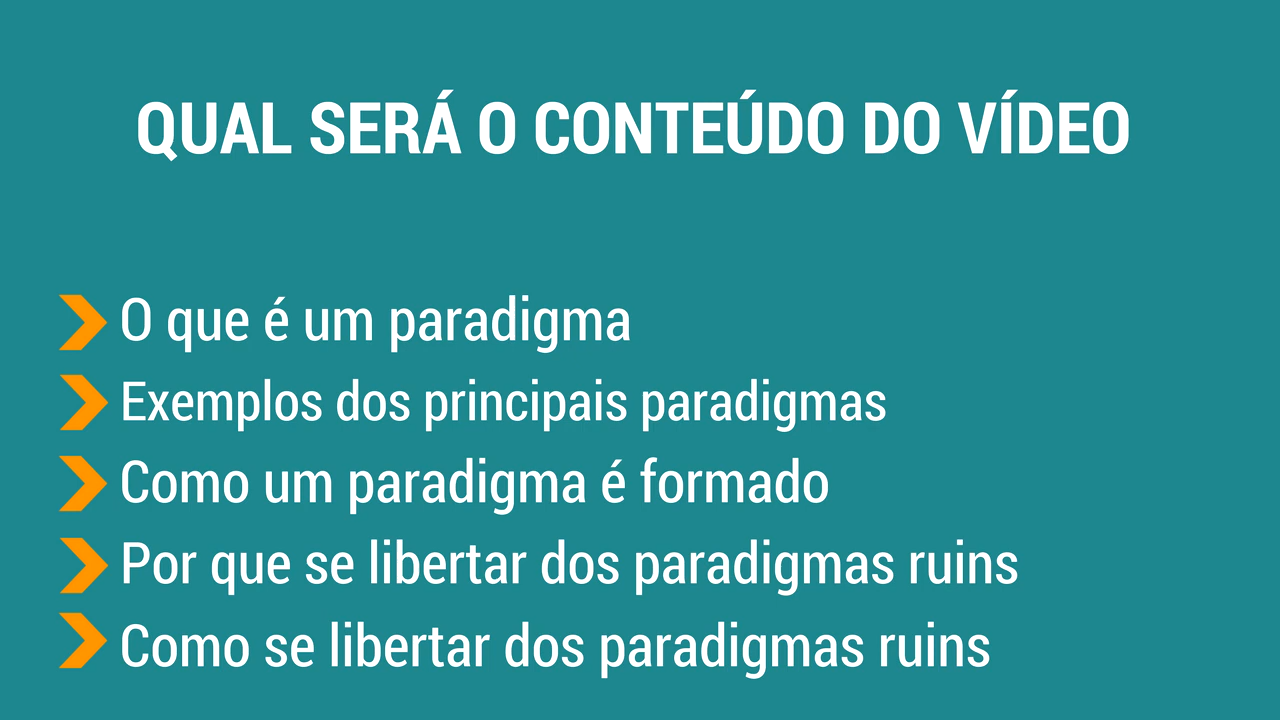 QUAL SERÁ O CONTEÚDO DO VÍDEO
O que é um paradigma
Exemplos dos principais paradigmas
Como um paradigma é formado
Por que se libertar dos paradigmas ruins
Como se libertar dos paradigmas ruins